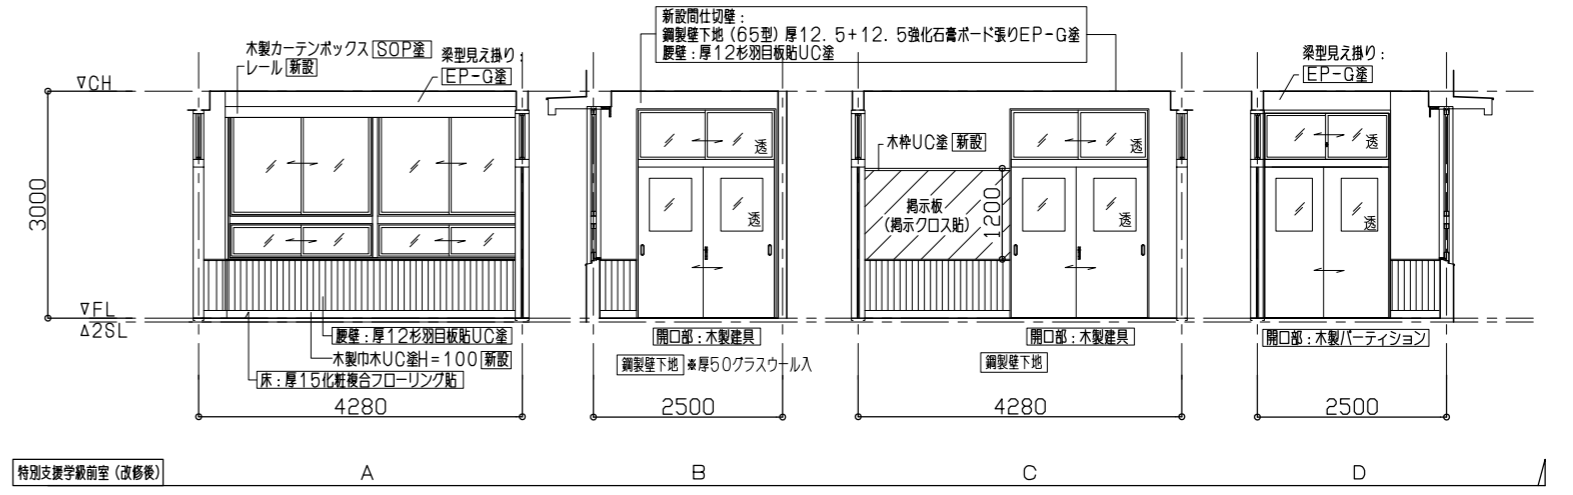 新設間仕切壁：
鋼製壁下地（65型）厚12.5+12.5強化石膏ボード張りEP-G塗
腰壁：厚12杉羽目板貼UC塗
木製カーテンボックス SOP塗
レール 新設
梁型見え掛り：
EP-G塗
梁型見え掛り：
EP-G塗
▽CH
3000
▽FL
△2SL
透
透
木枠UC塗 新設
掲示板
（掲示クロス貼）
1200
透
透
透
透
腰壁：厚12杉羽目板貼UC塗
木製巾木UC塗H=100 新設
床：厚15化粧複合フローリング貼
4280
開口部：木製建具
鋼製壁下地 ※厚50グラスウール入
2500
開口部：木製建具
鋼製壁下地
4280
開口部：木製パーティション
2500
特別支援学級前室（改修後）
A
B
C
D